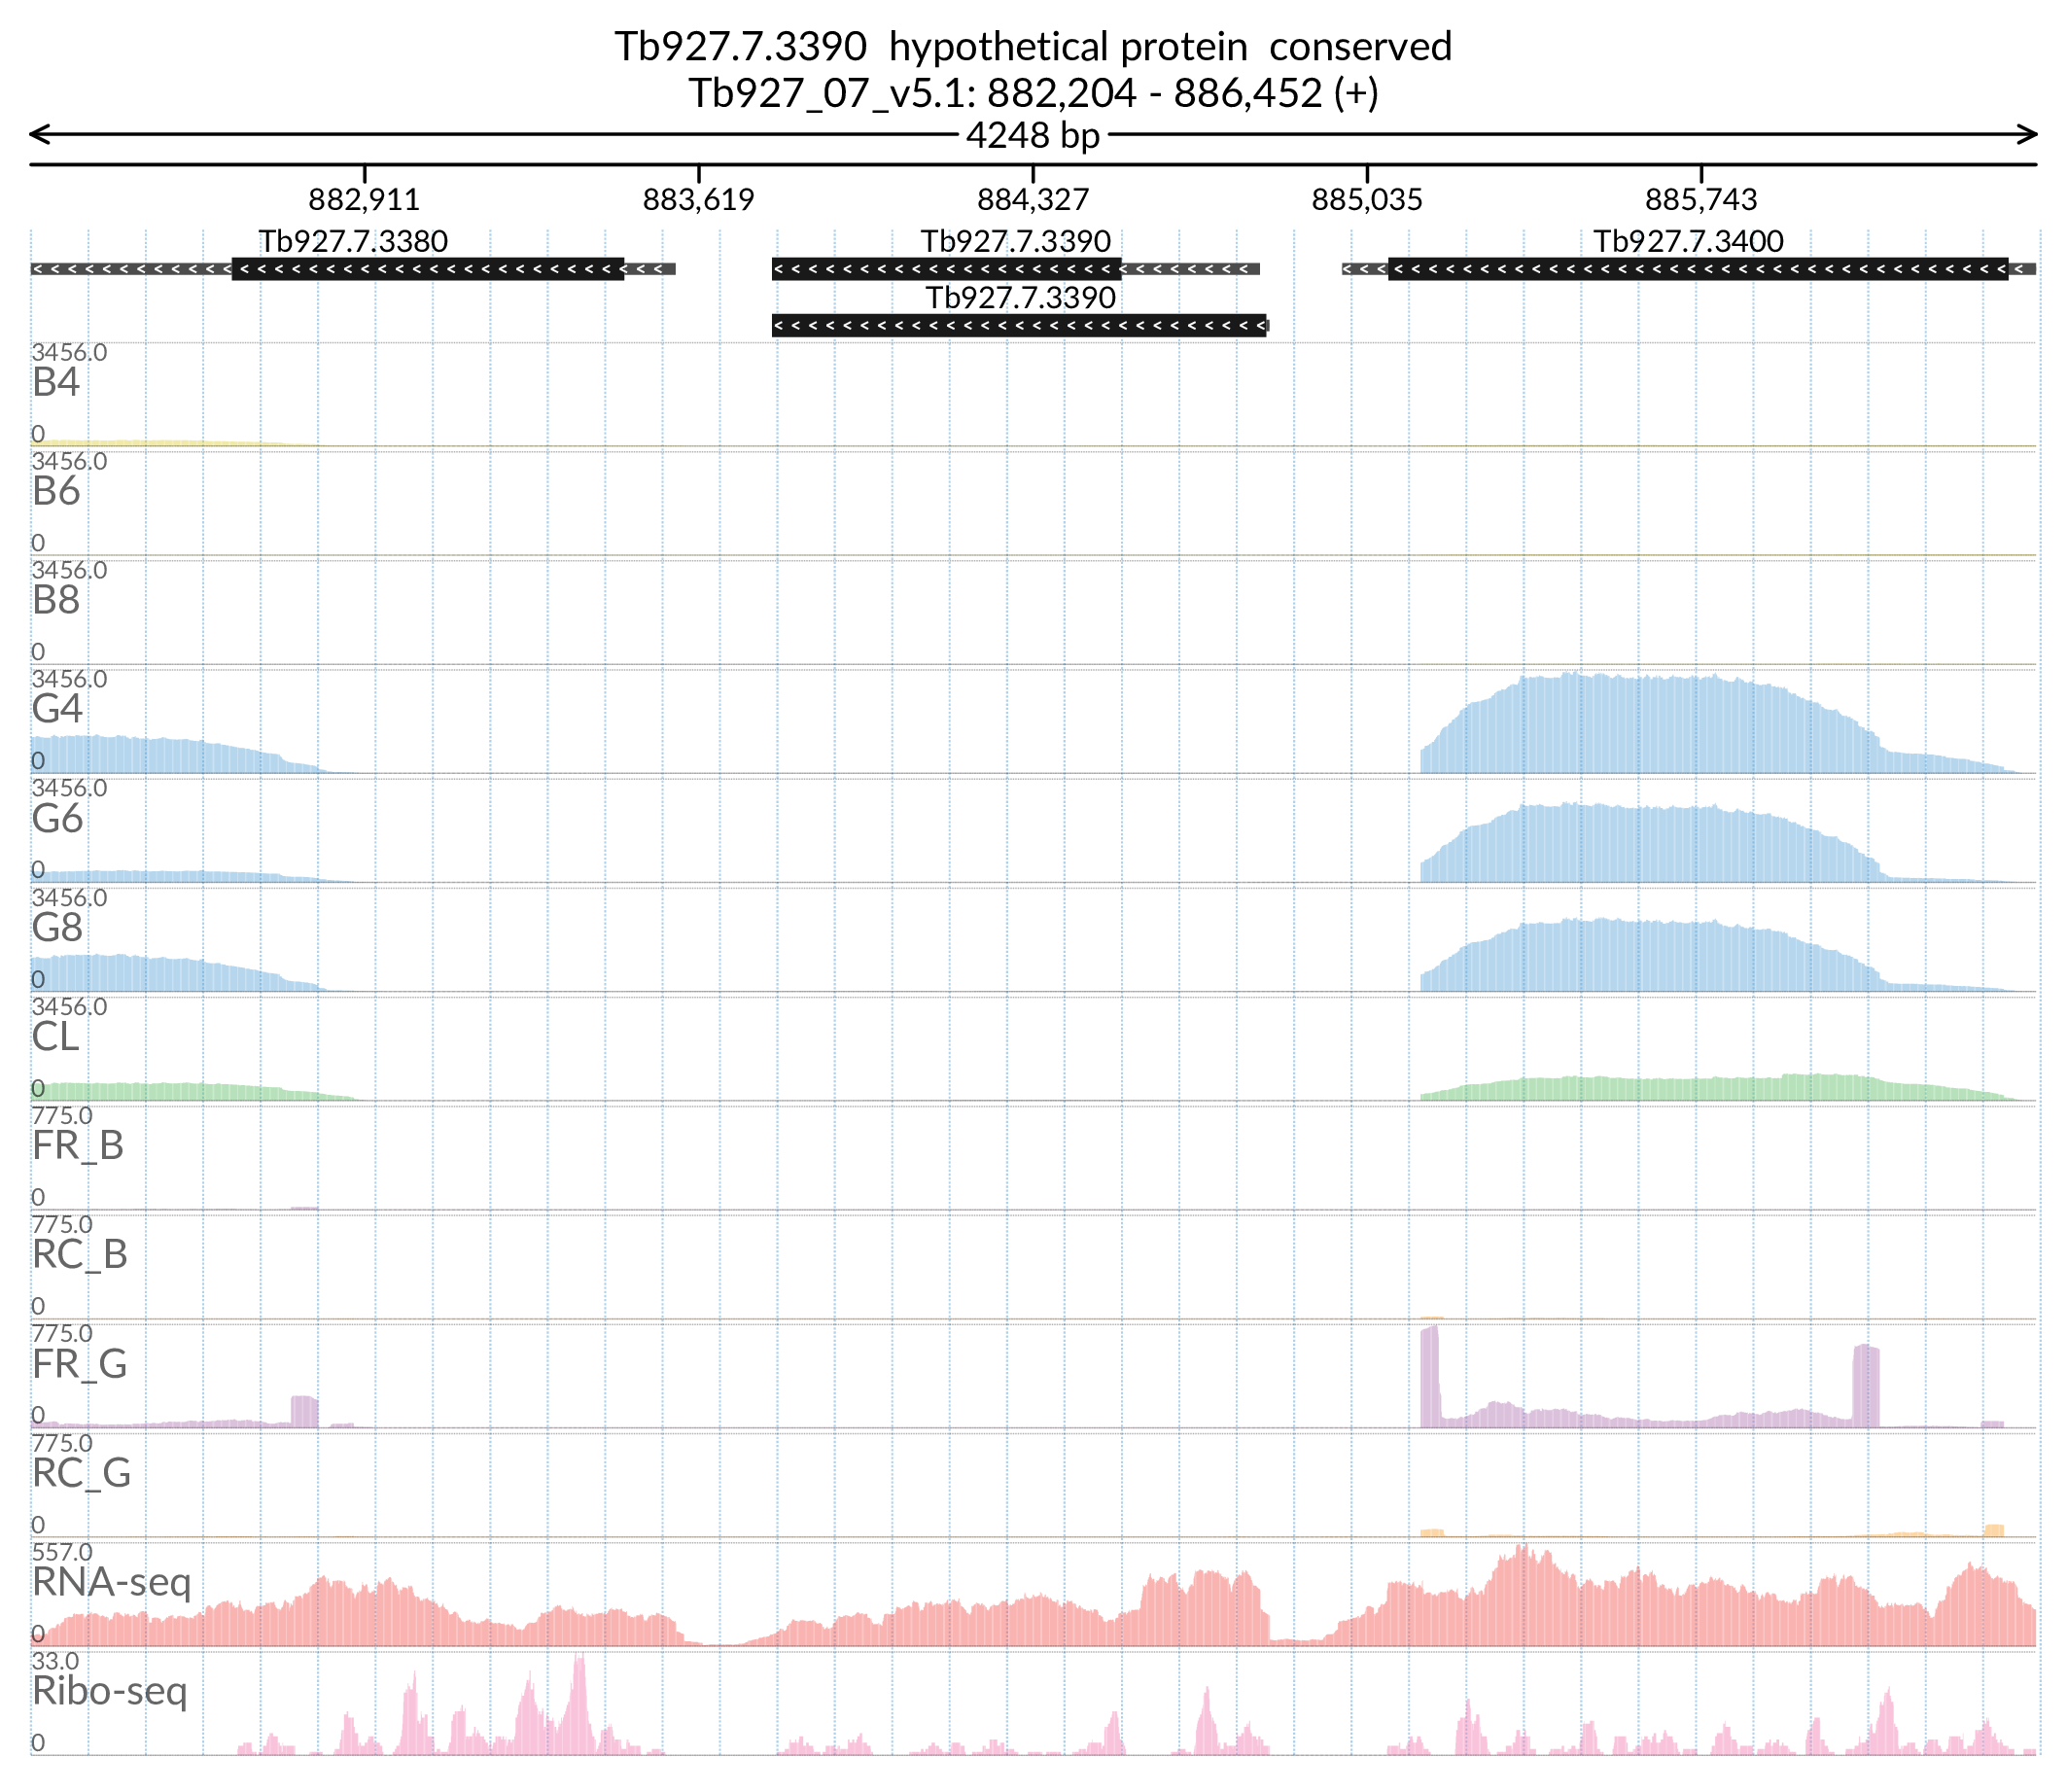 Tb927.7.3390  hypothetical protein  conserved
Tb927_07_v5.1: 882,204 - 886,452 (+)
4248 bp
882,911 883,619 884,327 885,035 885,743
Tb927.7.3380 Tb927.7.3390 Tb927.7.3400
Tb927.7.3390
3456.0
B4
0
3456.0
B6
0
3456.0
B8
0
3456.0
G4
0
3456.0
G6
0
3456.0
G8
0
3456.0
CL
0
775.0
FR_B
0
775.0
RC_B
0
775.0
FR_G
0
775.0
RC_G
0
557.0
RNA-seq
0
33.0
Ribo-seq
0